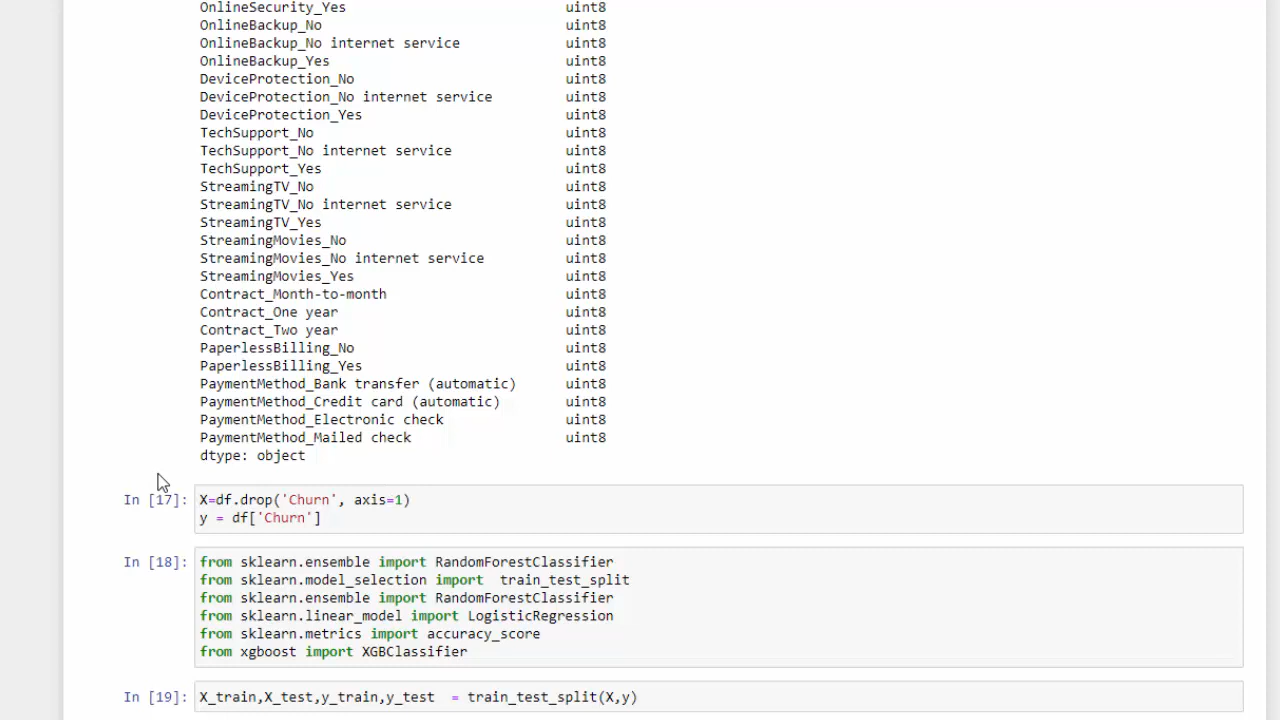 OnlineSecurity_Yes uint8
OnlineBackup_No uint8
OnlineBackup_No internet service uint8
OnlineBackup_Yes uint8
DeviceProtection_No uint8
DeviceProtection_No internet service uint8
DeviceProtection_Yes uint8
TechSupport_No uint8
TechSupport_No internet service uint8
TechSupport_Yes uint8
StreamingTV_No uint8
StreamingTV_No internet service uint8
StreamingTV_Yes uint8
StreamingMovies_No uint8
StreamingMovies_No internet service uint8
StreamingMovies_Yes uint8
Contract_Month-to-month uint8
Contract_One year uint8
Contract_Two year uint8
PaperlessBilling_No uint8
PaperlessBilling_Yes uint8
PaymentMethod_Bank transfer (automatic) uint8
PaymentMethod_Credit card (automatic) uint8
PaymentMethod_Electronic check uint8
PaymentMethod_Mailed check uint8
dtype: object
In [17]: X=df.drop('Churn', axis=1)
y = df['Churn']
In [18]: from sklearn.ensemble import RandomForestClassifier
from sklearn.model_selection import  train_test_split
from sklearn.ensemble import RandomForestClassifier
from sklearn.linear_model import LogisticRegression
from sklearn.metrics import accuracy_score
from xgboost import XGBClassifier
In [19]: X_train,X_test,y_train,y_test  = train_test_split(X,y)